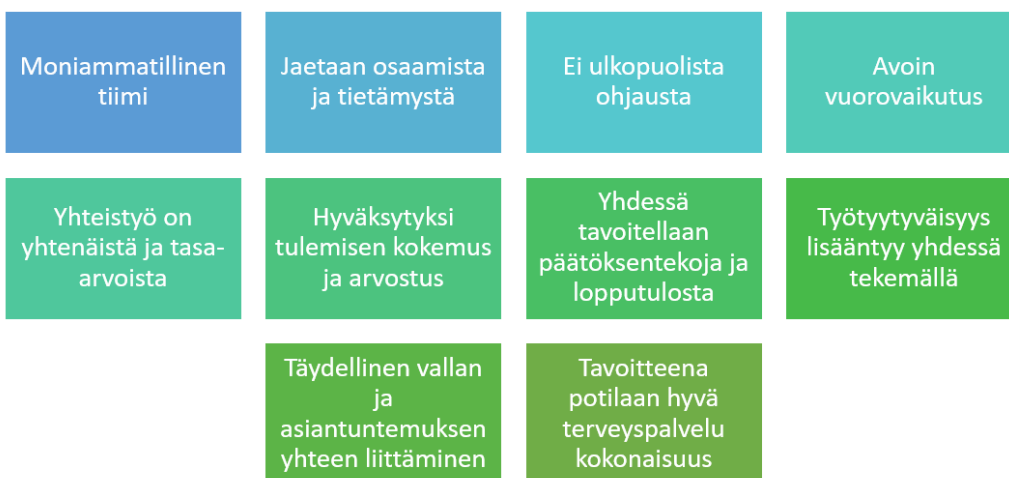 Moniammatillinen
tiimi
Jaetaan osaamista
ja tietämystä
Ei ulkopuolista
ohjausta
Avoin
vuorovaikutus
Yhteistyö on
yhtenäistä ja tasa-
arvoista
Hyväksytyksi
tulemisen kokemus
ja arvostus
Yhdessä
tavoitellaan
päätöksentekoja ja
lopputulosta
Työtyytyväisyys
lisääntyy yhdessä
tekemällä
Täydellinen vallan
ja
asiantuntemuksen
yhteen liittäminen
Tavoitteena
potilaan hyvä
terveyspalvelu
kokonaisuus